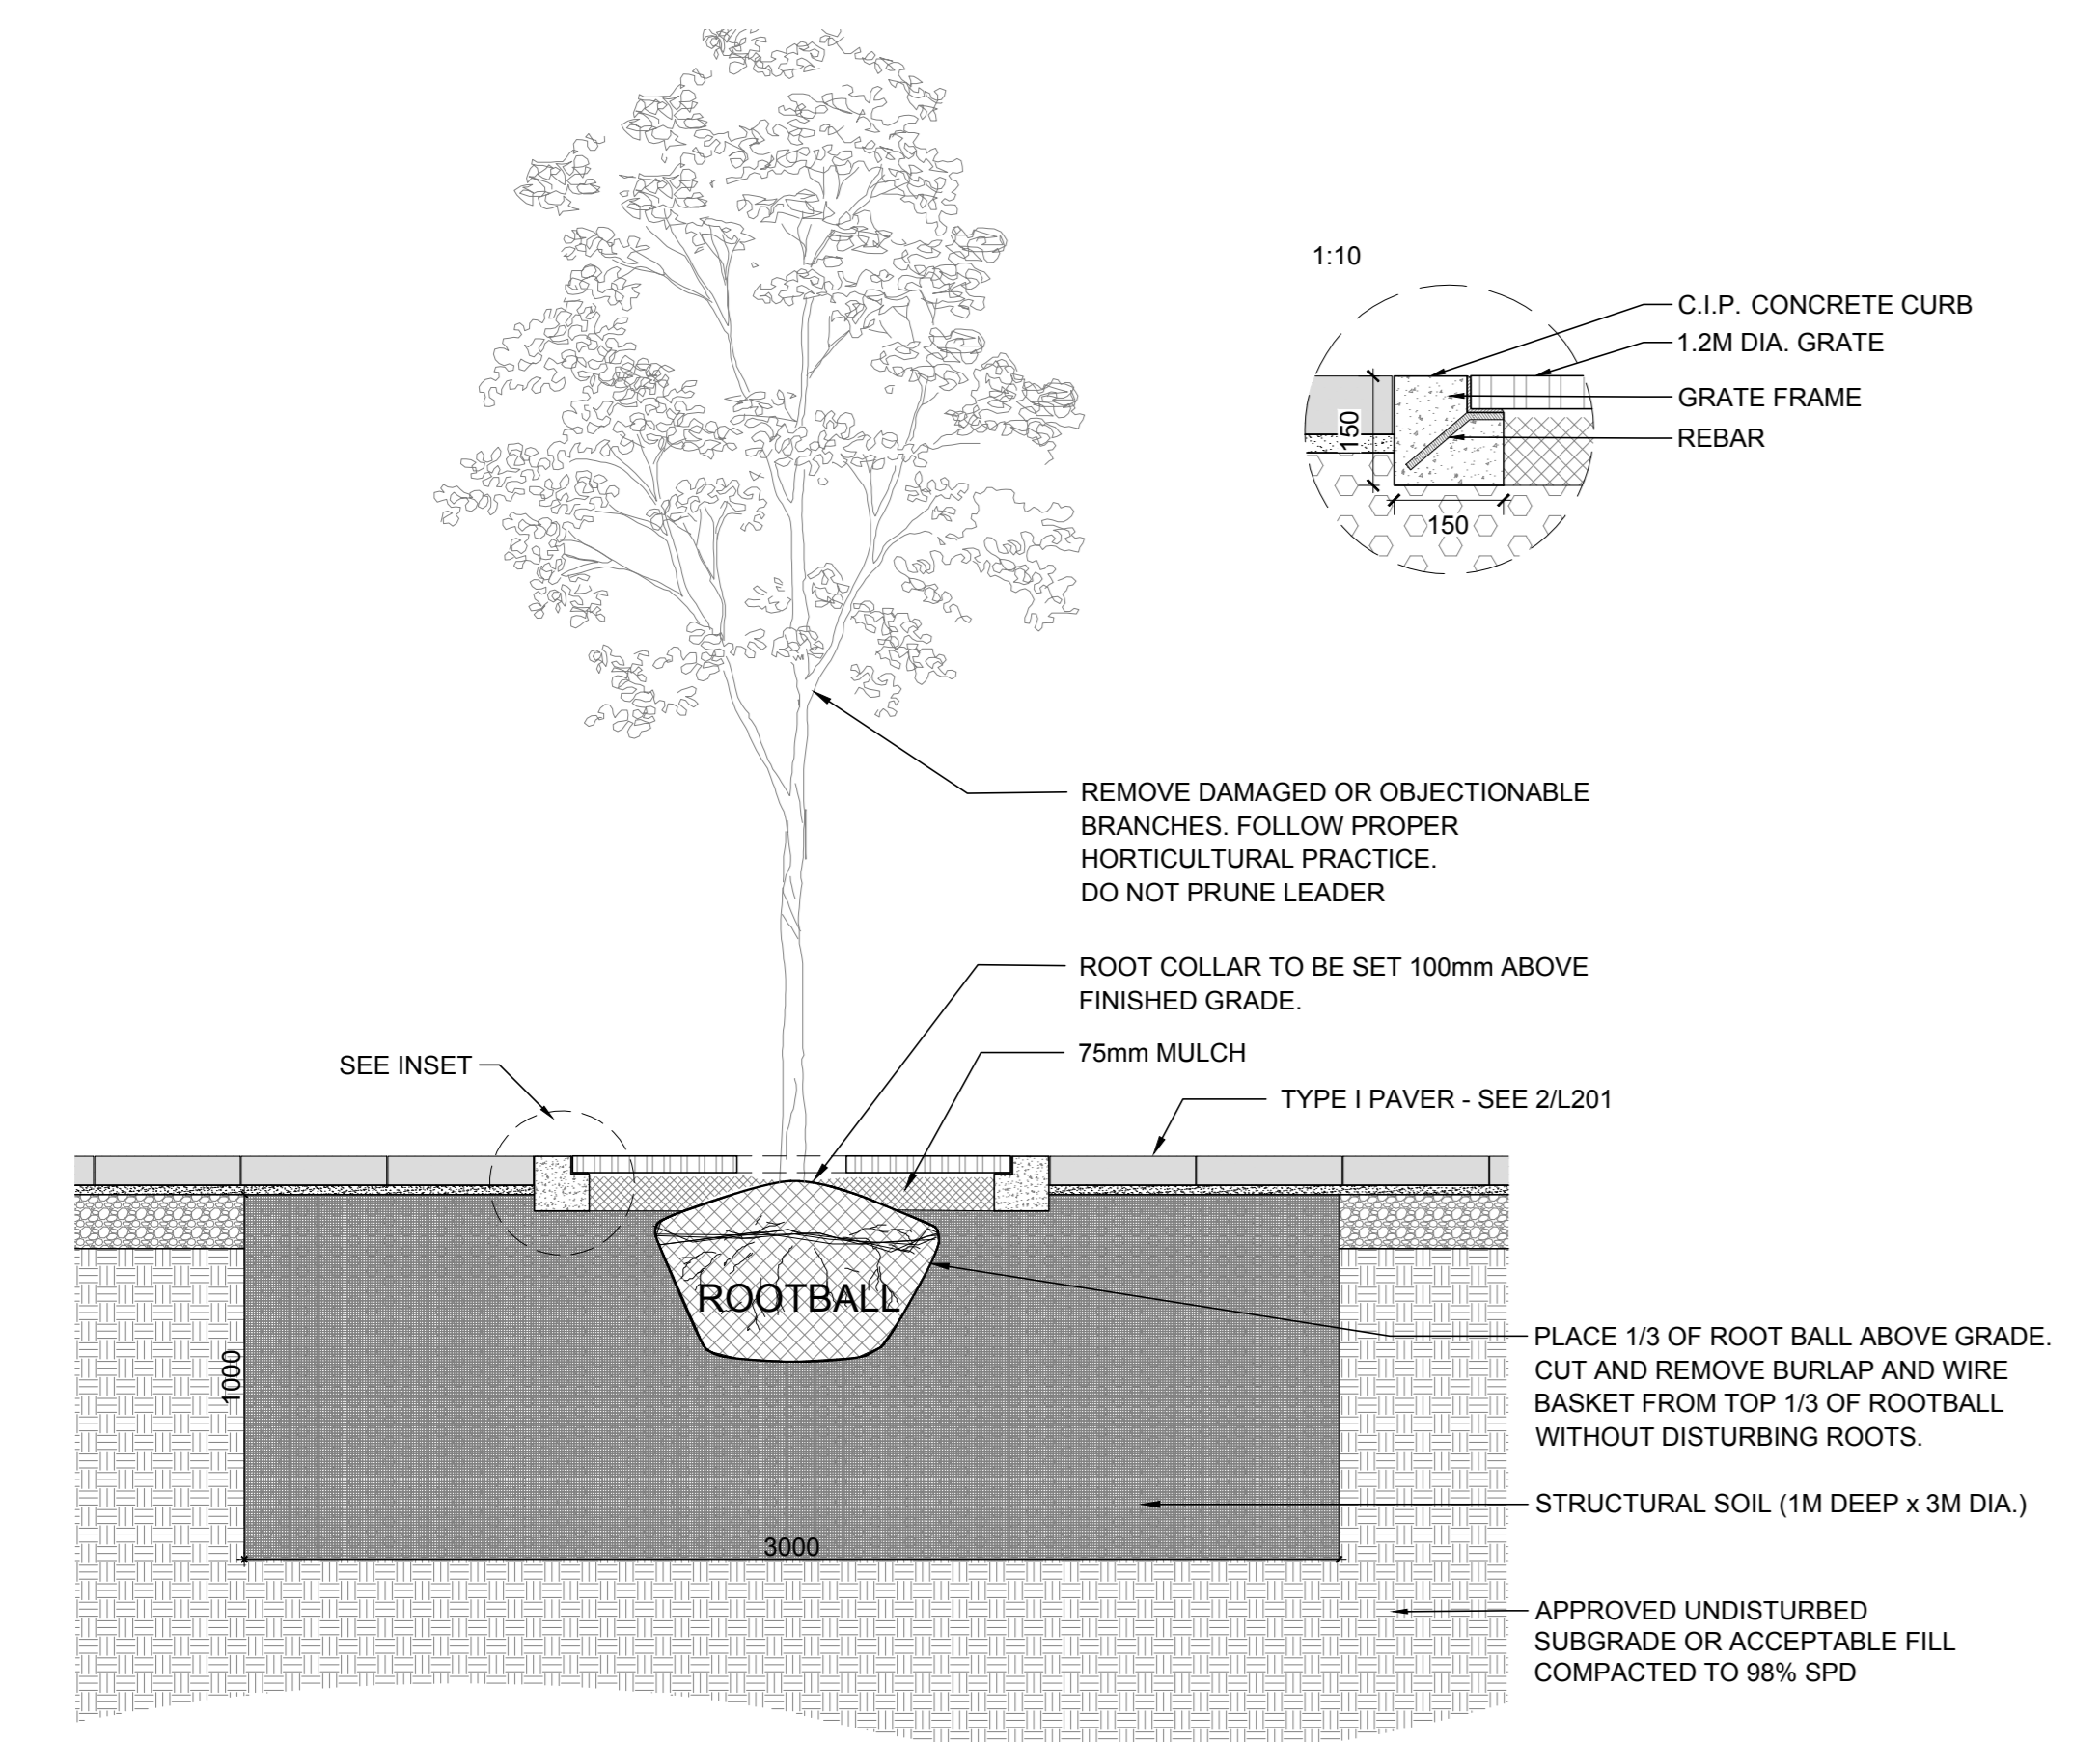 1:10
C.I.P. CONCRETE CURB
1.2M DIA. GRATE
GRATE FRAME
REBAR
150
150
REMOVE DAMAGED OR OBJECTIONABLE
BRANCHES. FOLLOW PROPER
HORTICULTURAL PRACTICE.
DO NOT PRUNE LEADER
ROOT COLLAR TO BE SET 100mm ABOVE
FINISHED GRADE.
75mm MULCH
SEE INSET
TYPE I PAVER - SEE 2/L201
ROOTBALL
PLACE 1/3 OF ROOT BALL ABOVE GRADE.
CUT AND REMOVE BURLAP AND WIRE
BASKET FROM TOP 1/3 OF ROOTBALL
WITHOUT DISTURBING ROOTS.
1000
STRUCTURAL SOIL (1M DEEP x 3M DIA.)
3000
APPROVED UNDISTURBED
SUBGRADE OR ACCEPTABLE FILL
COMPACTED TO 98% SPD